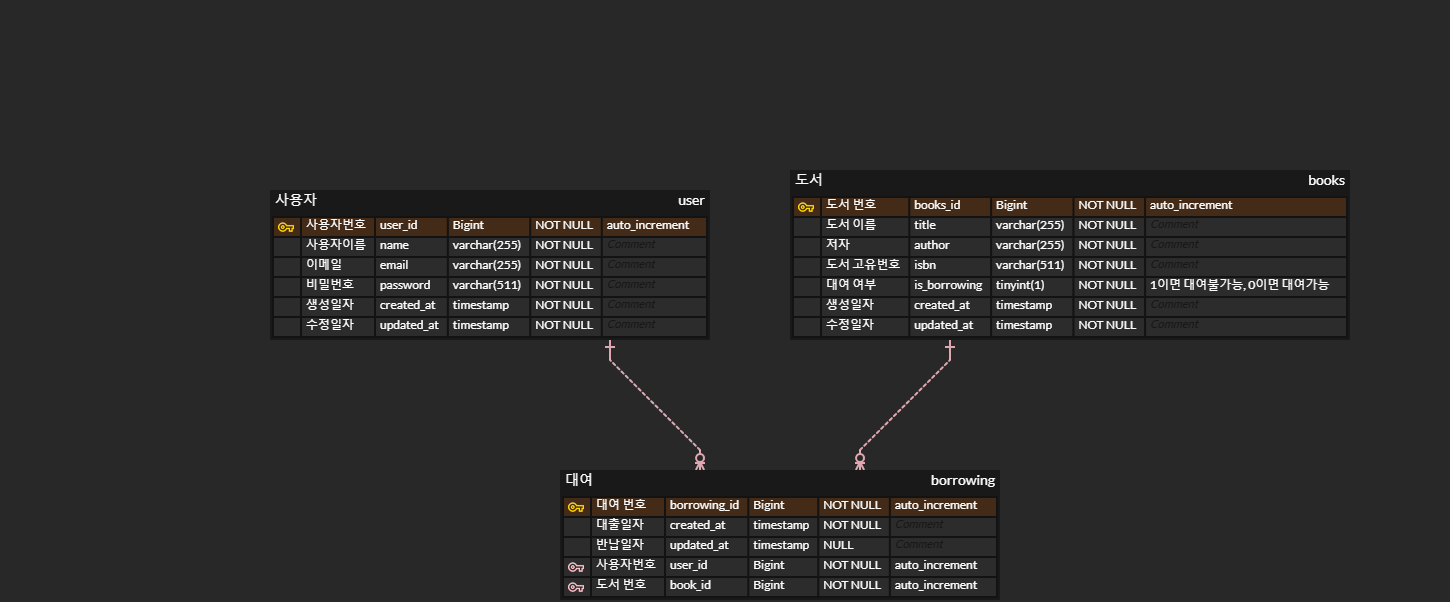 사용자 user
사용자번호 user_id Bigint NOT NULL auto_increment
사용자이름 name varchar(255) NOT NULL Comment
이메일 email varchar(255) NOT NULL Comment
비밀번호 password varchar(511) NOT NULL Comment
생성일자 created_at timestamp NOT NULL Comment
수정일자 updated_at timestamp NOT NULL Comment
도서 books
도서 번호 books_id Bigint NOT NULL auto_increment
도서 이름 title varchar(255) NOT NULL Comment
저자 author varchar(255) NOT NULL Comment
도서 고유번호 isbn varchar(511) NOT NULL Comment
대여 여부 is_borrowing tinyint(1) NOT NULL 1이면 대여불가능, 0이면 대여가능
생성일자 created_at timestamp NOT NULL Comment
수정일자 updated_at timestamp NOT NULL Comment
대여 borrowing
대여 번호 borrowing_id Bigint NOT NULL auto_increment
대출일자 created_at timestamp NOT NULL Comment
반납일자 updated_at timestamp NULL Comment
사용자번호 user_id Bigint NOT NULL auto_increment
도서 번호 book_id Bigint NOT NULL auto_increment